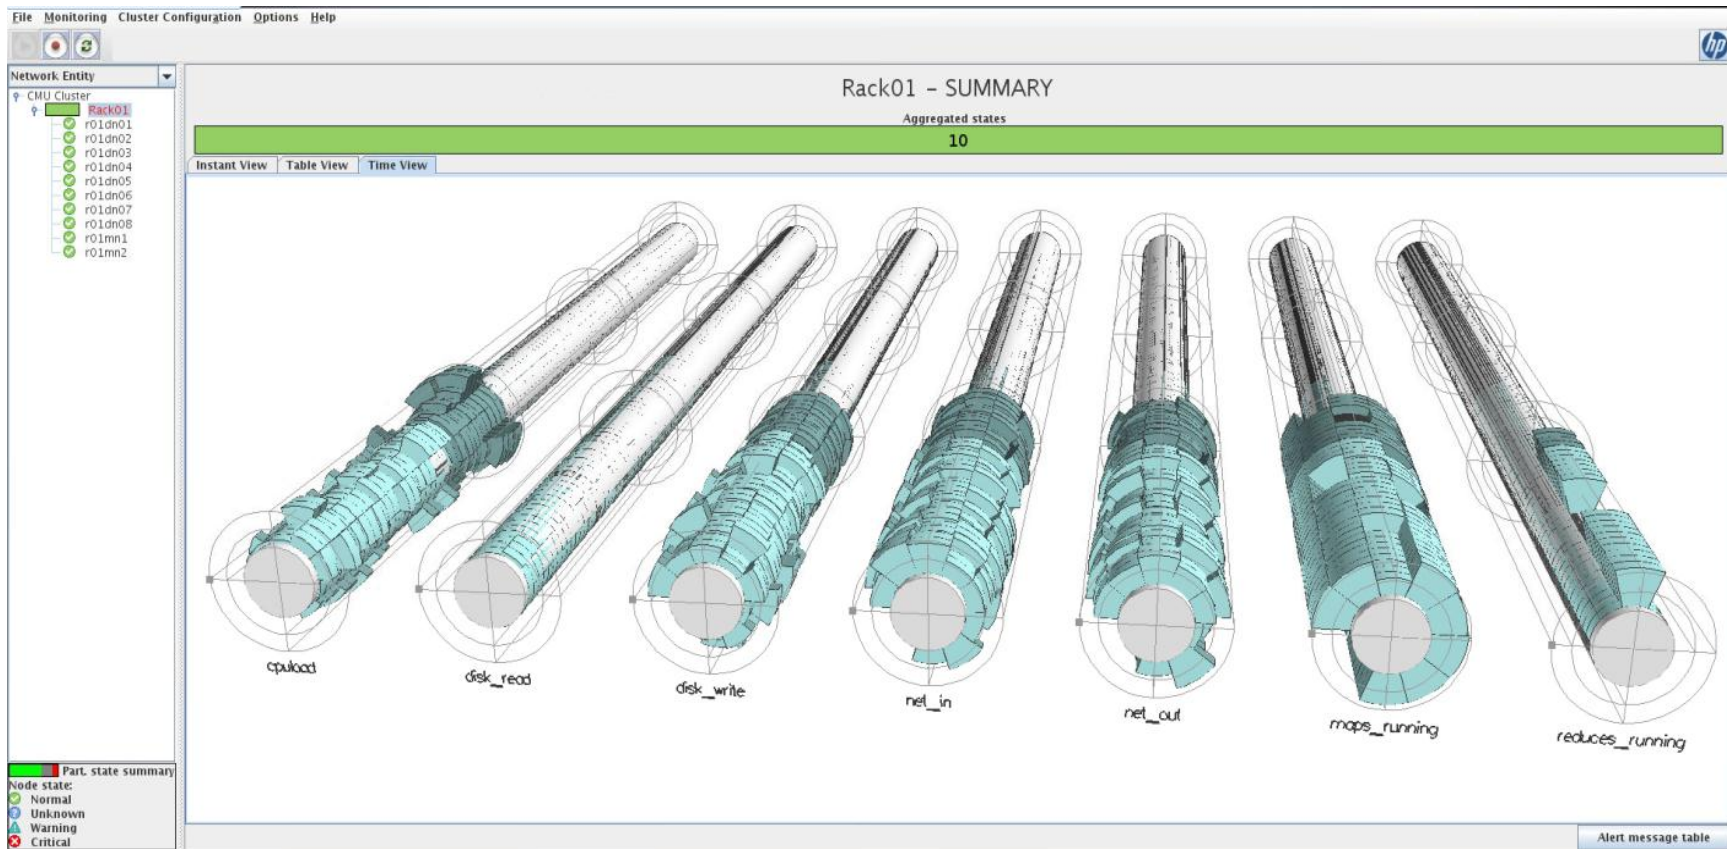 File Monitoring Cluster Configuration Options Help
hp
Network Entity
CMU Cluster
Rack01
r01dn01
r01dn02
r01dn03
r01dn04
r01dn05
r01dn06
r01dn07
r01dn08
r01mn1
r01mn2
Part. state summary
Node state:
Normal
Unknown
Warning
Critical
Rack01 - SUMMARY
Aggregated states
10
Instant View Table View Time View
cpuload
disk_read
disk_write
net_in
net_out
maps_running
reduces_running
Alert message table